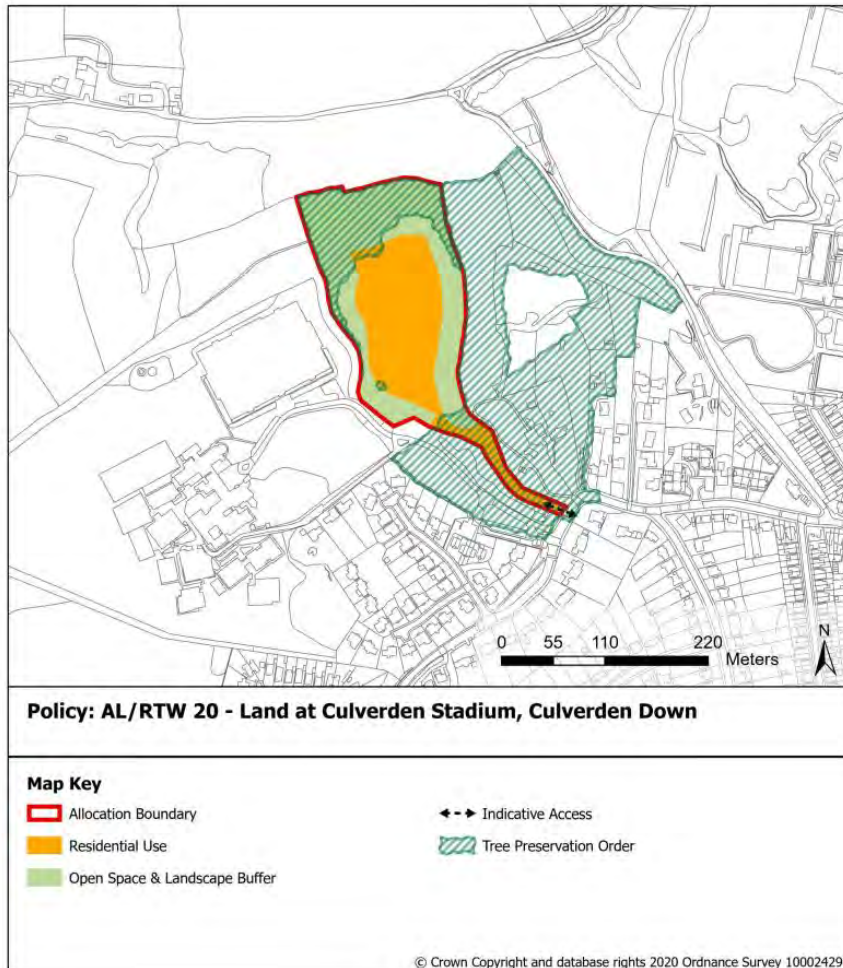 0 55 110 220
Meters
N
Policy: AL/RTW 20 - Land at Culverden Stadium, Culverden Down
Map Key
Allocation Boundary
Residential Use
Open Space & Landscape Buffer
Indicative Access
Tree Preservation Order
© Crown Copyright and database rights 2020 Ordnance Survey 10002429